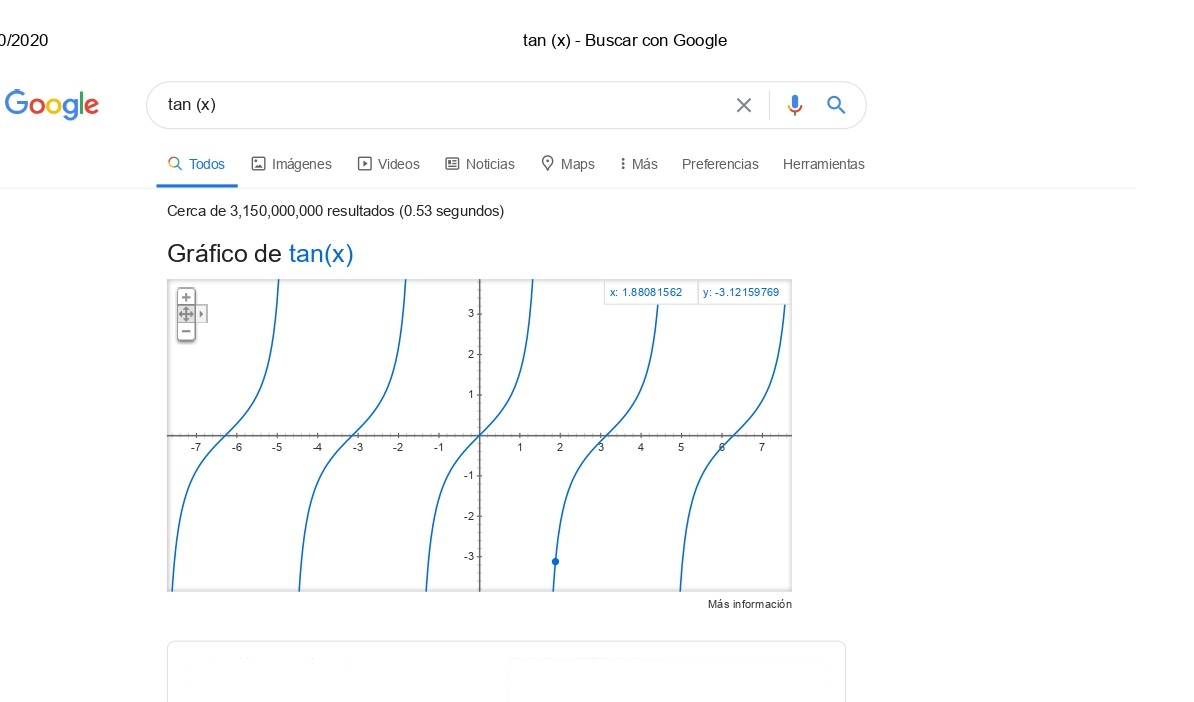 0/2020 tan (x) - Buscar con Google
Google tan (x)
Todos Imágenes Videos Noticias Maps Más Preferencias Herramientas
Cerca de 3,150,000,000 resultados (0.53 segundos)
Gráfico de tan(x)
x: 1.88081562 y: -3.12159769
3
2
1
-7 -6 -5 -4 -3 -2 -1 1 2 3 4 5 6 7
-1
-2
-3
Más información